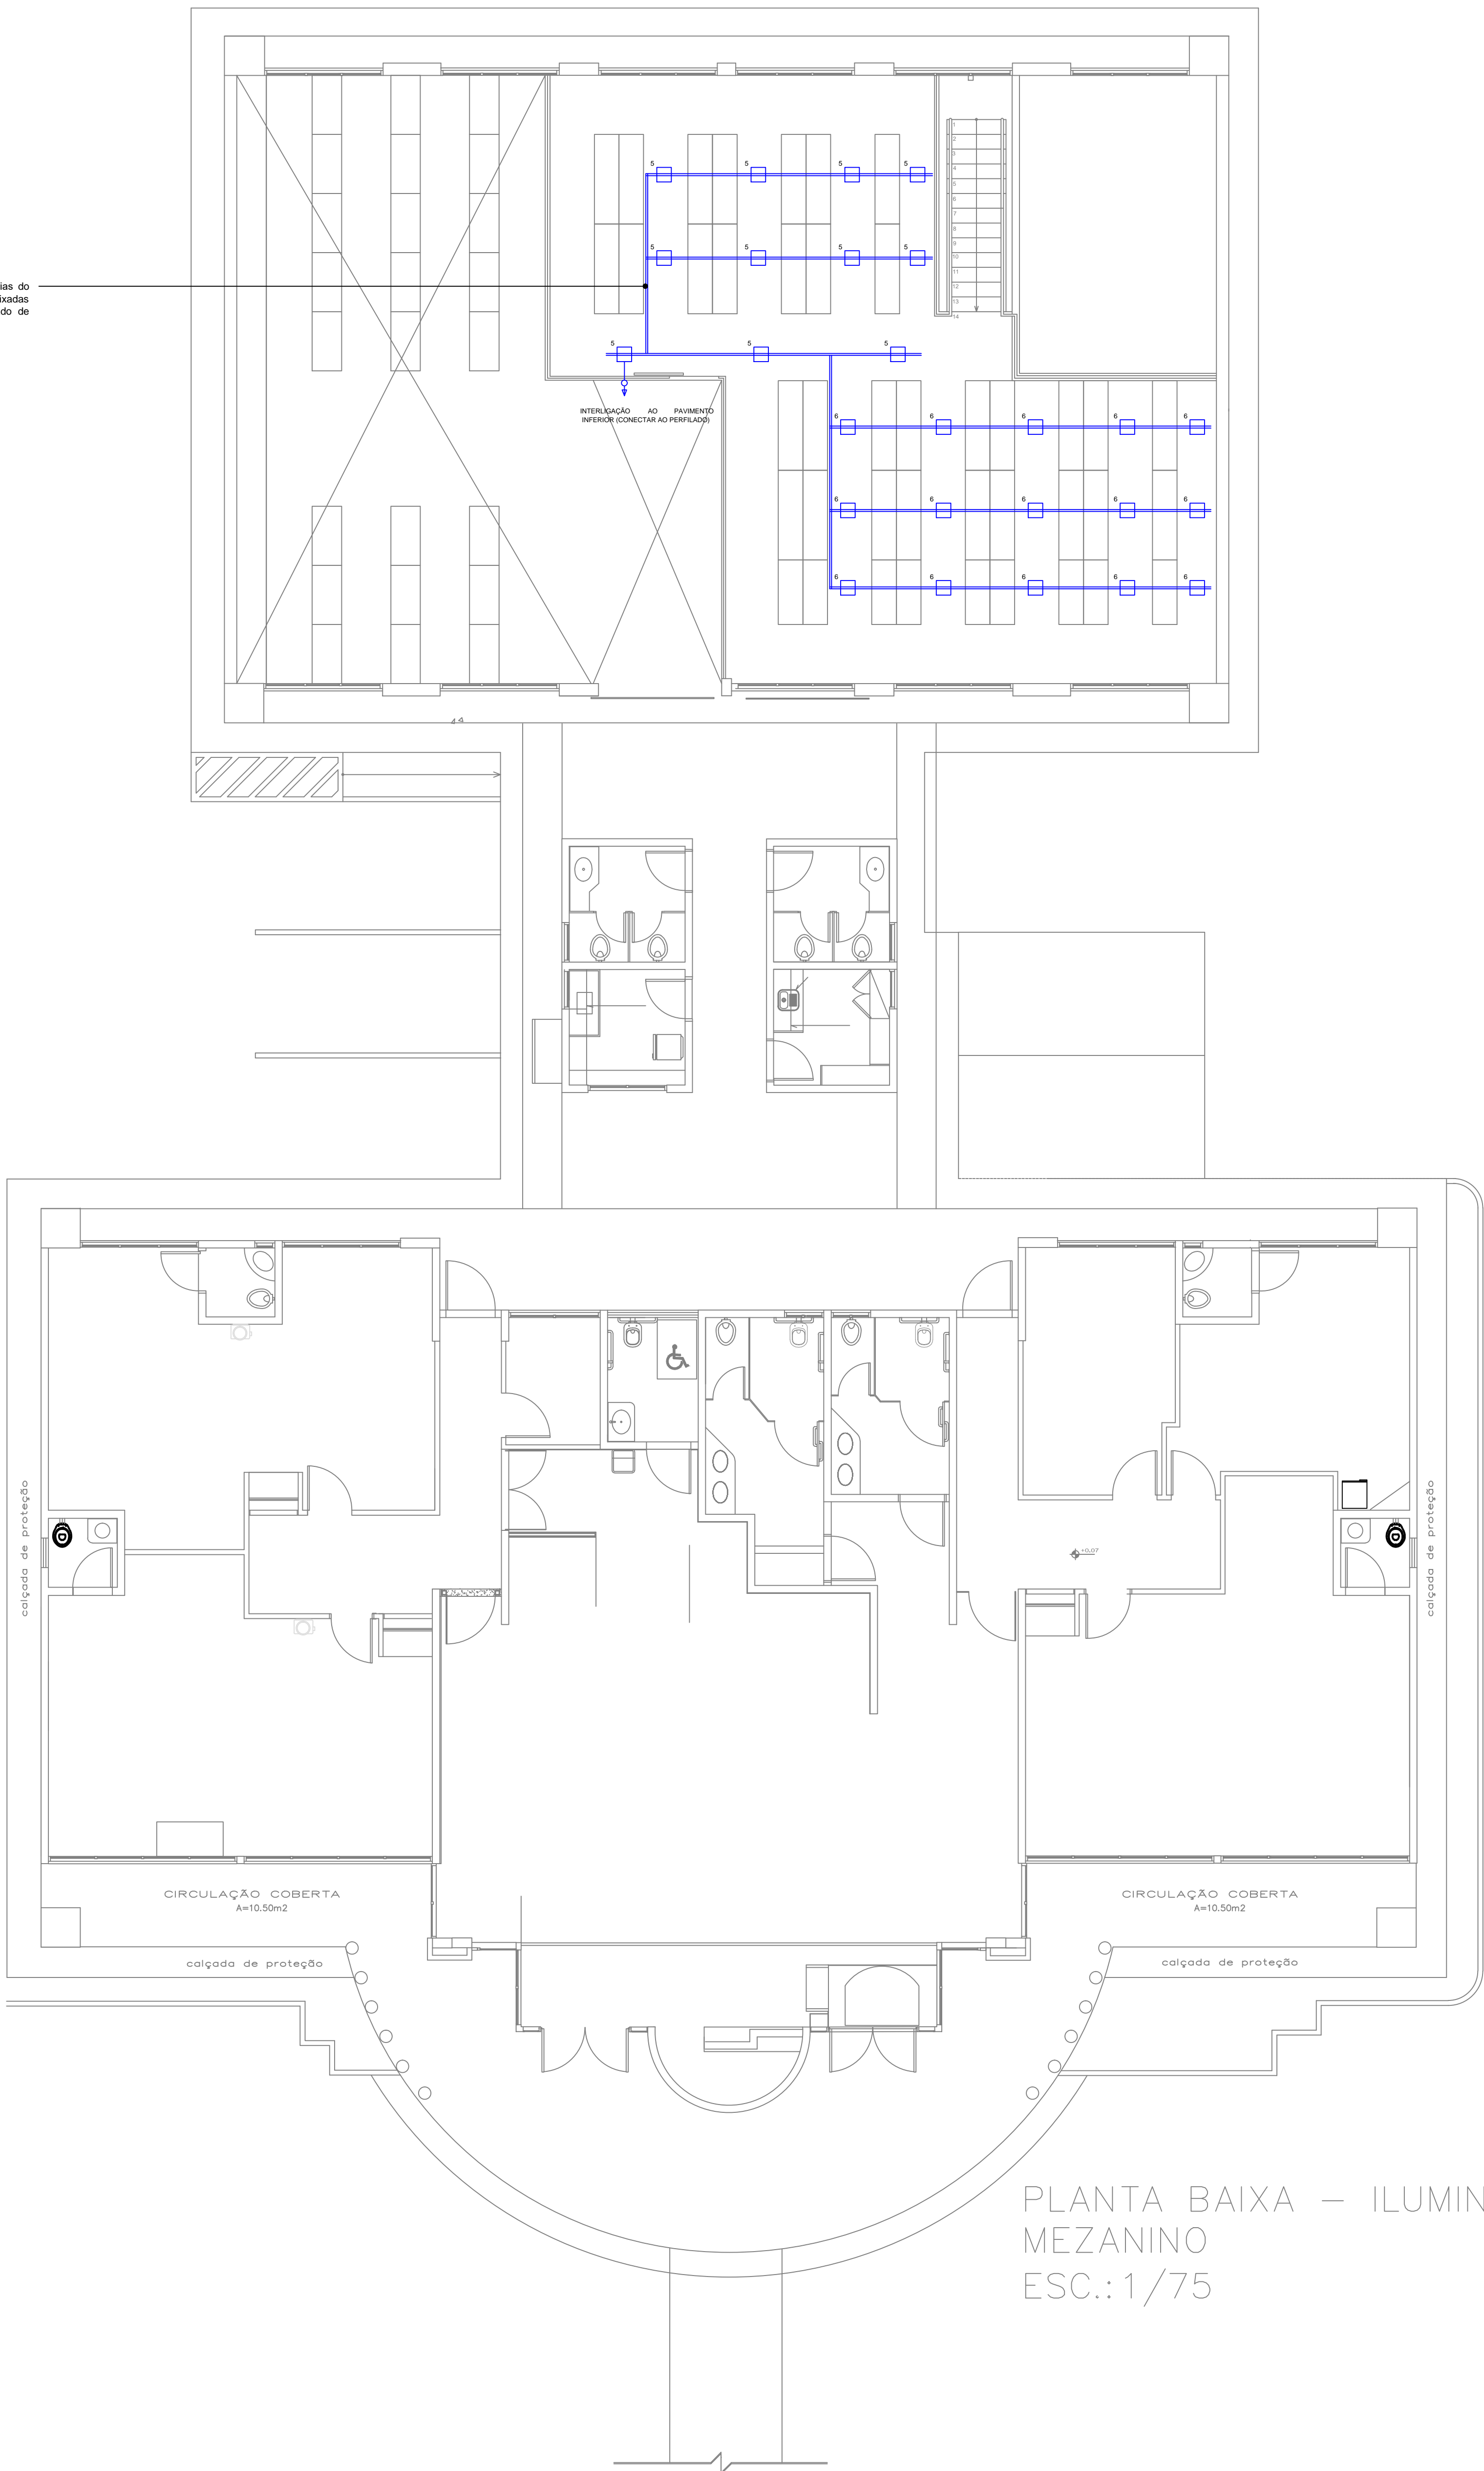 ias do
ixadas
do de
5 5 5 5
5 5 5 5
5 5 5
INTERLIGAÇÃO AO PAVIMENTO
INFERIOR (CONECTAR AO PERFILADO)
1
2
3
4
5
6
7
8
9
10
11
12
13
14
6 6 6 6 6
6 6 6 6 6
6 6 6 6 6
calçada de proteção
+0.07
calçada de proteção
CIRCULAÇÃO COBERTA
A=10.50m2
CIRCULAÇÃO COBERTA
A=10.50m2
calçada de proteção
calçada de proteção
PLANTA BAIXA – ILUMIN
MEZANINO
ESC.: 1/75